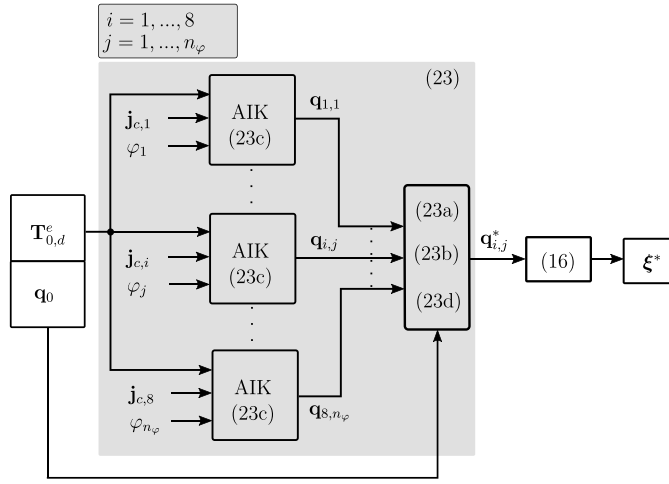 i = 1, ..., 8
j = 1, ..., n_φ
(23)
AIK
(23c)
j_{c,1}
φ_1
q_{1,1}
T^e_{0,d}
q_0
AIK
(23c)
j_{c,i}
φ_j
q_{i,j}
AIK
(23c)
j_{c,8}
φ_{n_φ}
q_{8,n_φ}
(23a)
(23b)
(23d)
q^*_{i,j}
(16)
ξ^*